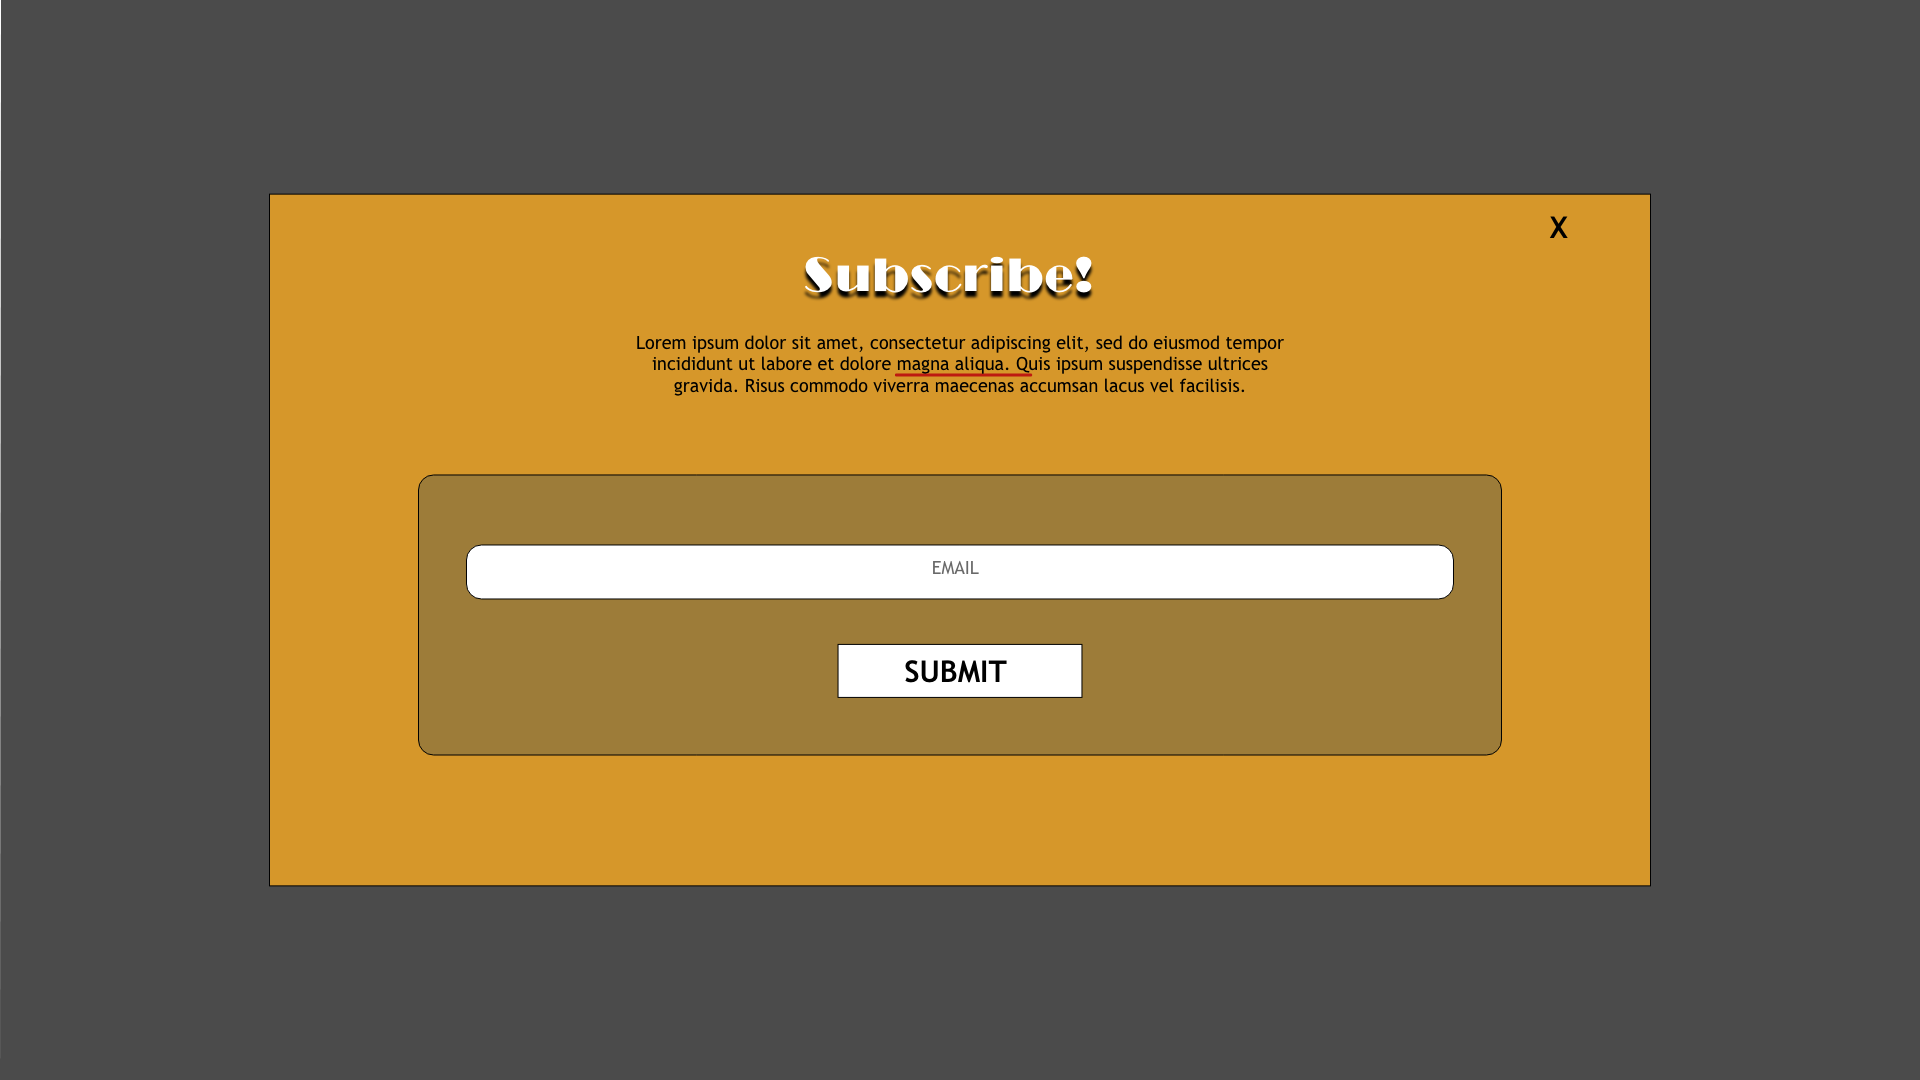 X
Subscribe!
Lorem ipsum dolor sit amet, consectetur adipiscing elit, sed do eiusmod tempor
incididunt ut labore et dolore magna aliqua. Quis ipsum suspendisse ultrices
gravida. Risus commodo viverra maecenas accumsan lacus vel facilisis.
EMAIL
SUBMIT